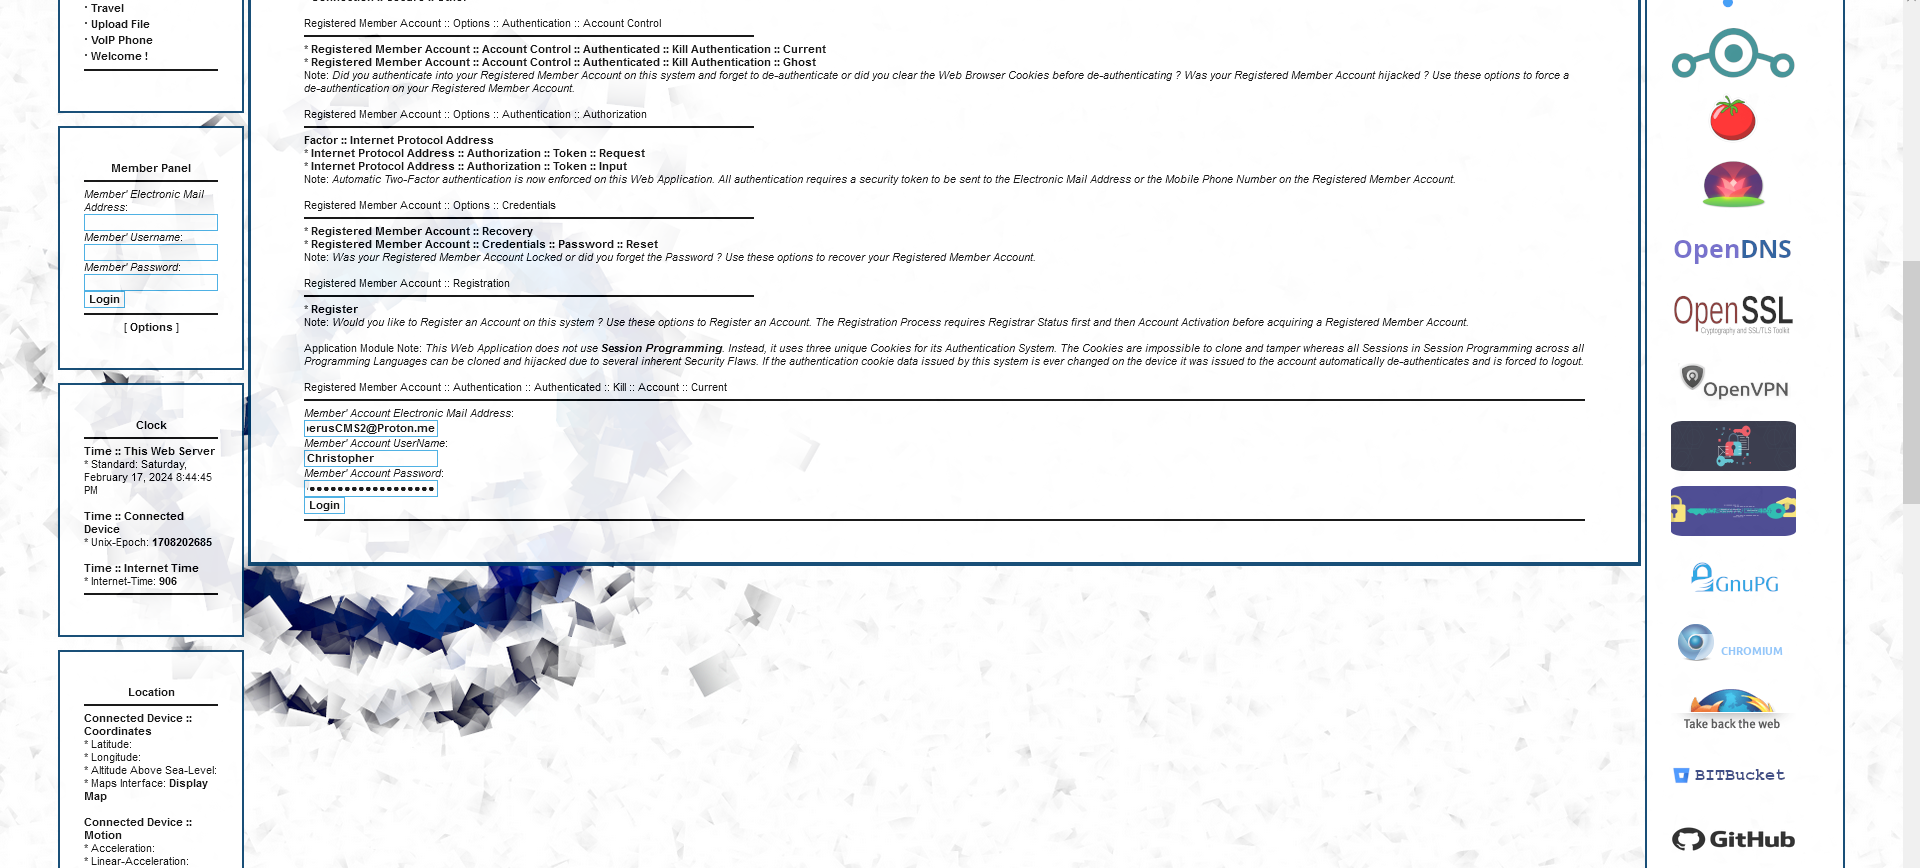 · Travel
· Upload File
· VoIP Phone
· Welcome !
Member Panel
Member' Electronic Mail
Address:
Member' Username:
Member' Password:
Login
[ Options ]
Clock
Time :: This Web Server
* Standard: Saturday,
February 17, 2024 8:44:45
PM
Time :: Connected
Device
* Unix-Epoch: 1708202685
Time :: Internet Time
* Internet-Time: 906
Location
Connected Device ::
Coordinates
* Latitude:
* Longitude:
* Altitude Above Sea-Level:
* Maps Interface: Display
Map
Connected Device ::
Motion
* Acceleration:
* Linear-Acceleration:
Registered Member Account :: Options :: Authentication :: Account Control
* Registered Member Account :: Account Control :: Authenticated :: Kill Authentication :: Current
* Registered Member Account :: Account Control :: Authenticated :: Kill Authentication :: Ghost
Note: Did you authenticate into your Registered Member Account on this system and forget to de-authenticate or did you clear the Web Browser Cookies before de-authenticating ? Was your Registered Member Account hijacked ? Use these options to force a
de-authentication on your Registered Member Account.
Registered Member Account :: Options :: Authentication :: Authorization
Factor :: Internet Protocol Address
* Internet Protocol Address :: Authorization :: Token :: Request
* Internet Protocol Address :: Authorization :: Token :: Input
Note: Automatic Two-Factor authentication is now enforced on this Web Application. All authentication requires a security token to be sent to the Electronic Mail Address or the Mobile Phone Number on the Registered Member Account.
Registered Member Account :: Options :: Credentials
* Registered Member Account :: Recovery
* Registered Member Account :: Credentials :: Password :: Reset
Note: Was your Registered Member Account Locked or did you forget the Password ? Use these options to recover your Registered Member Account.
Registered Member Account :: Registration
* Register
Note: Would you like to Register an Account on this system ? Use these options to Register an Account. The Registration Process requires Registrar Status first and then Account Activation before acquiring a Registered Member Account.
Application Module Note: This Web Application does not use Session Programming. Instead, it uses three unique Cookies for its Authentication System. The Cookies are impossible to clone and tamper whereas all Sessions in Session Programming across all
Programming Languages can be cloned and hijacked due to several inherent Security Flaws. If the authentication cookie data issued by this system is ever changed on the device it was issued to the account automatically de-authenticates and is forced to logout.
Registered Member Account :: Authentication :: Authenticated :: Kill :: Account :: Current
Member' Account Electronic Mail Address:
erusCMS2@Proton.me
Member' Account UserName:
Christopher
Member' Account Password:
Login
OpenDNS
OpenSSL
Cryptography and SSL/TLS Toolkit
OpenVPN
GnuPG
CHROMIUM
Take back the web
BITBucket
GitHub